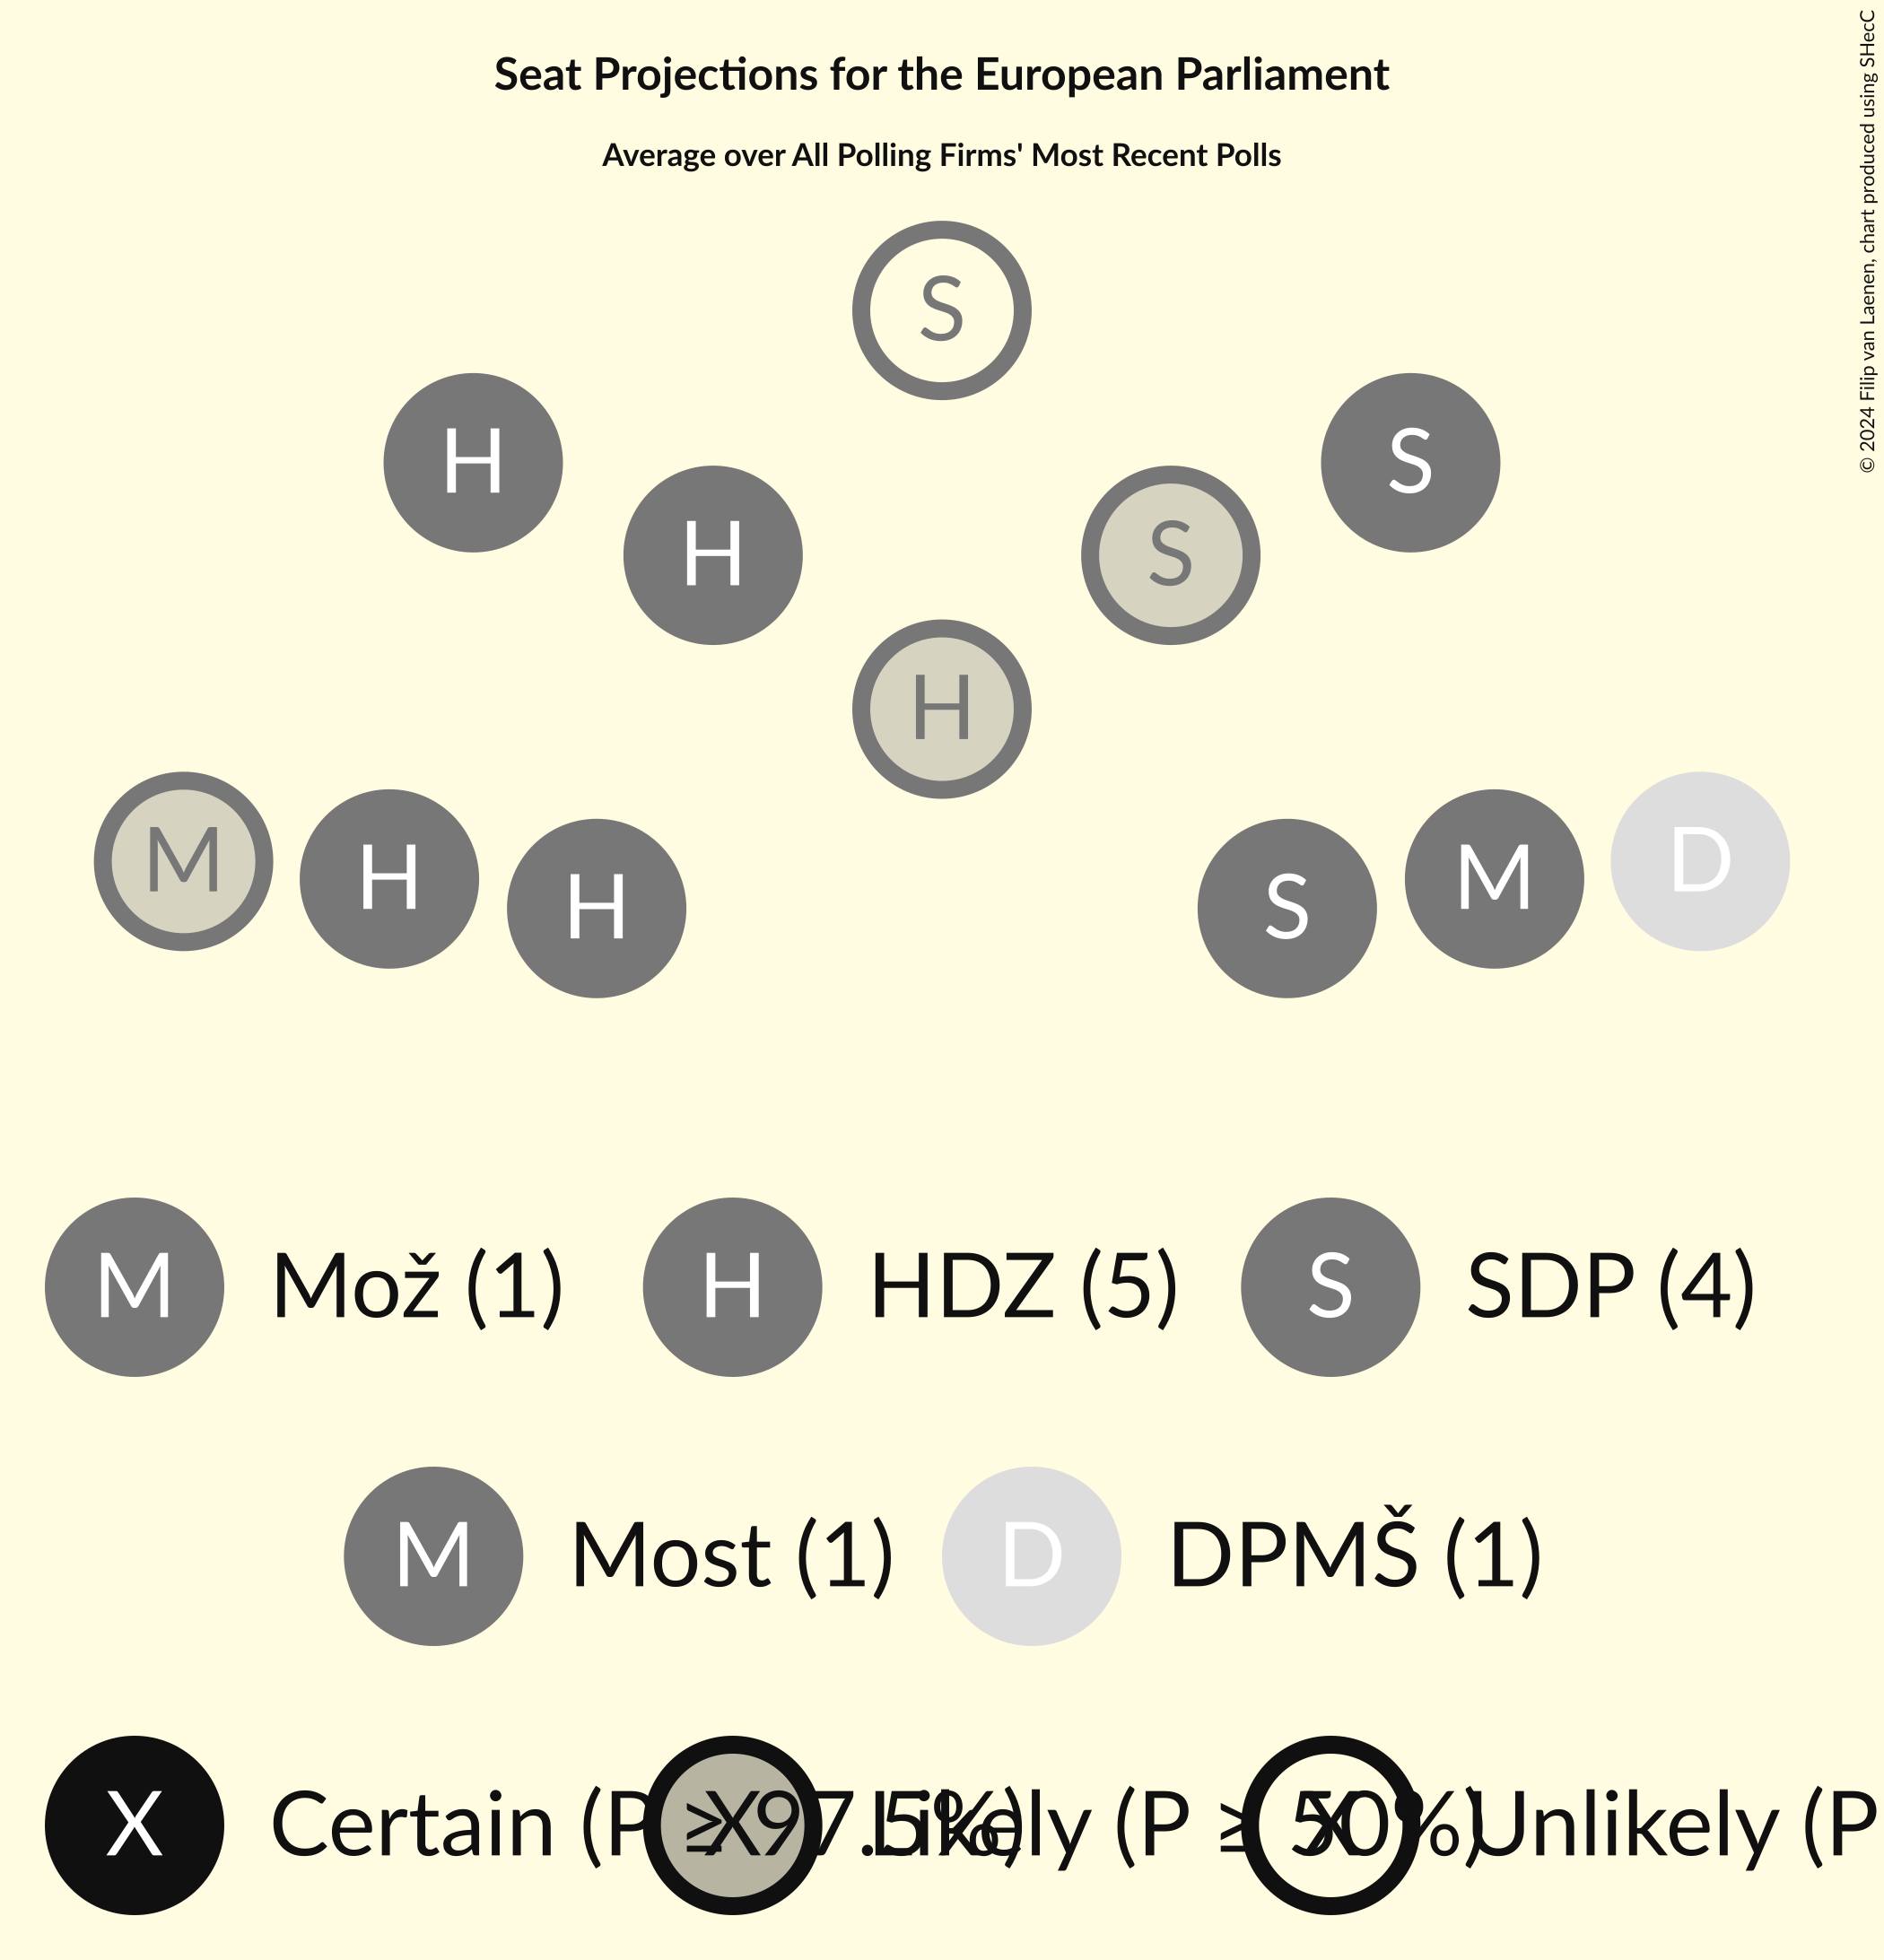 Seat Projections for the European Parliament
Average over All Polling Firms' Most Recent Polls
© 2024 Filip van Laenen, chart produced using SHecC
S
H
S
H
S
H
M
H
H
S
M
D
M Mož (1) H HDZ (5) S SDP (4)
M Most (1) D DPMŠ (1)
X Certain (P ≥ 97.5%) X Likely (P ≥ 50%) X Unlikely (P